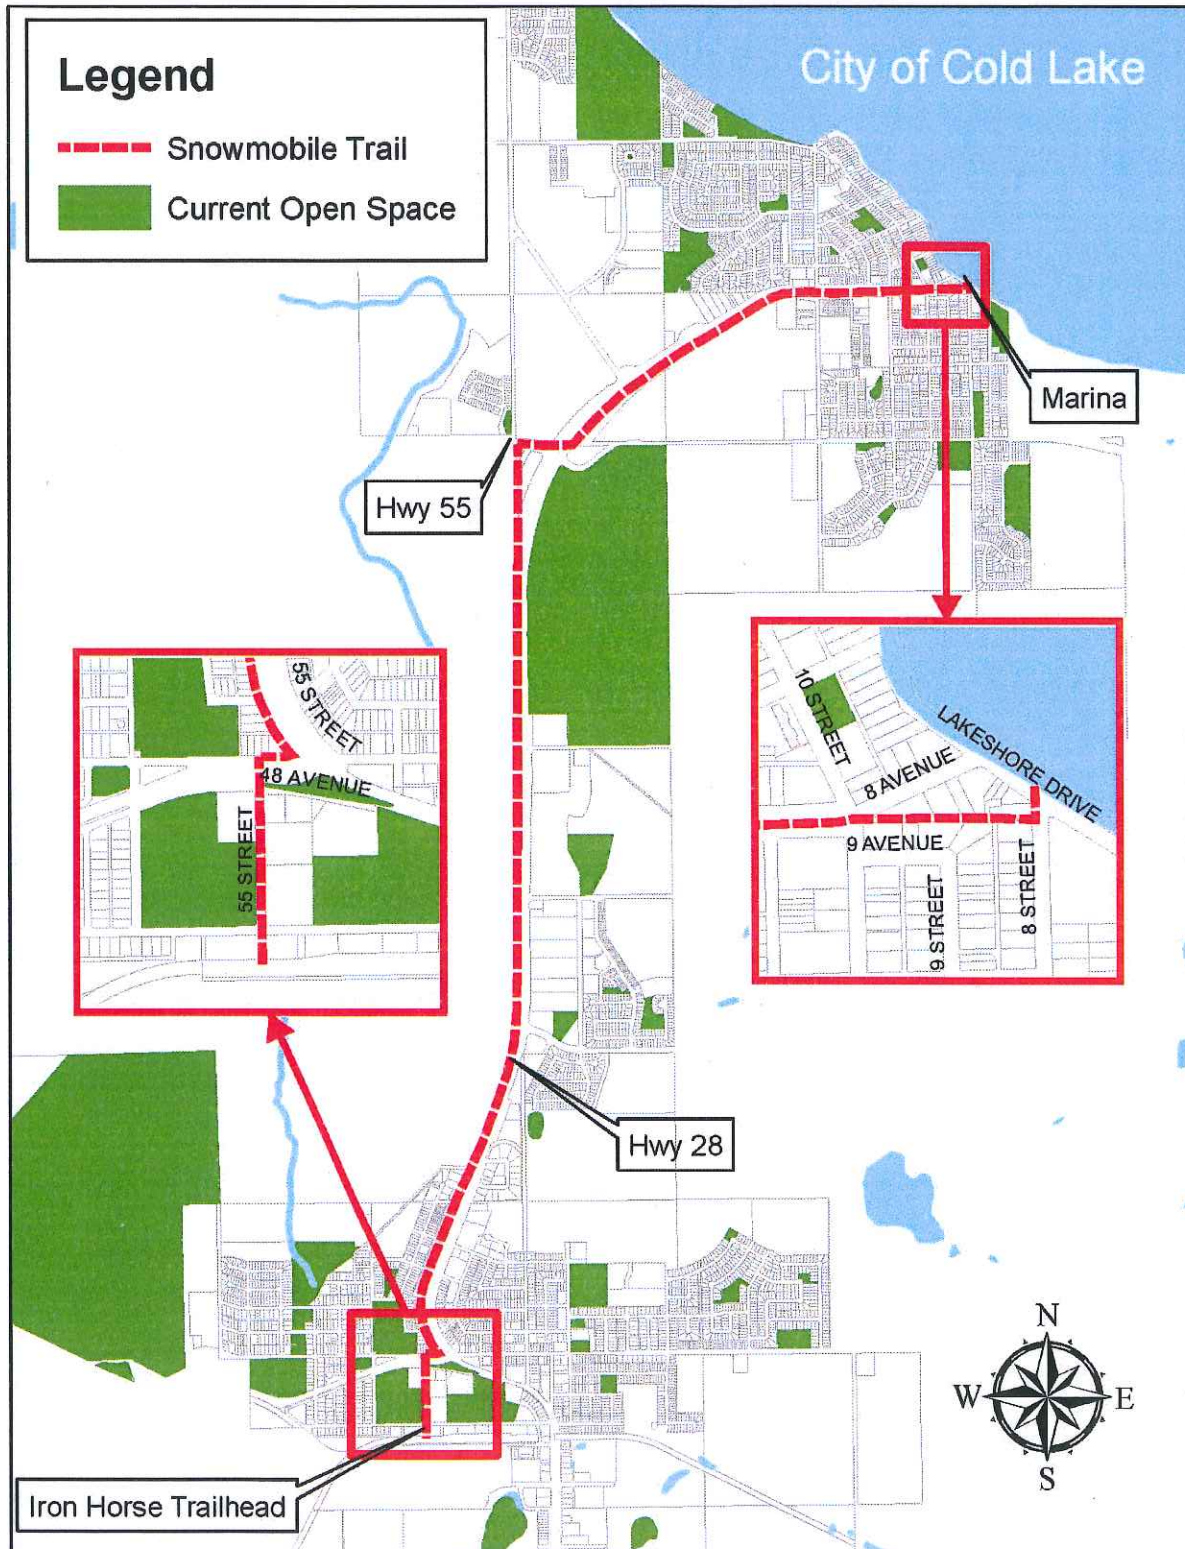 Legend
Snowmobile Trail
Current Open Space
City of Cold Lake
Marina
Hwy 55
55 STREET
48 AVENUE
55 STREET
10 STREET
LAKESHORE DRIVE
8 AVENUE
9 AVENUE
9 STREET
8 STREET
Hwy 28
N
W
E
S
Iron Horse Trailhead